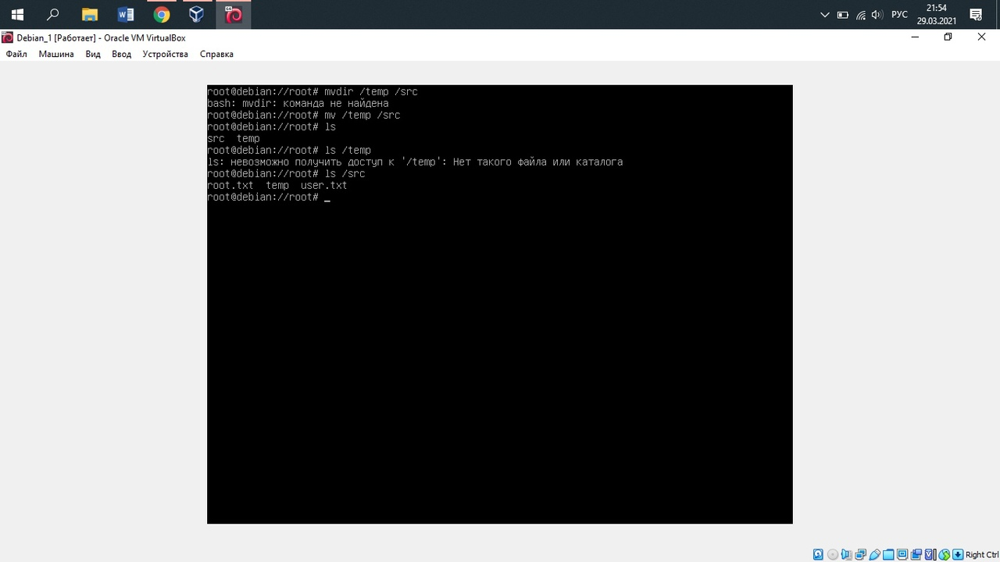 21:54
РУС
29.03.2021
Debian_1 [Работает] - Oracle VM VirtualBox
Файл Машина Вид Ввод Устройства Справка
root@debian://root# mvdir /temp /src
bash: mvdir: команда не найдена
root@debian://root# mv /temp /src
root@debian://root# ls
src temp
root@debian://root# ls /temp
ls: невозможно получить доступ к '/temp': Нет такого файла или каталога
root@debian://root# ls /src
root.txt temp user.txt
root@debian://root# _
Right Ctrl